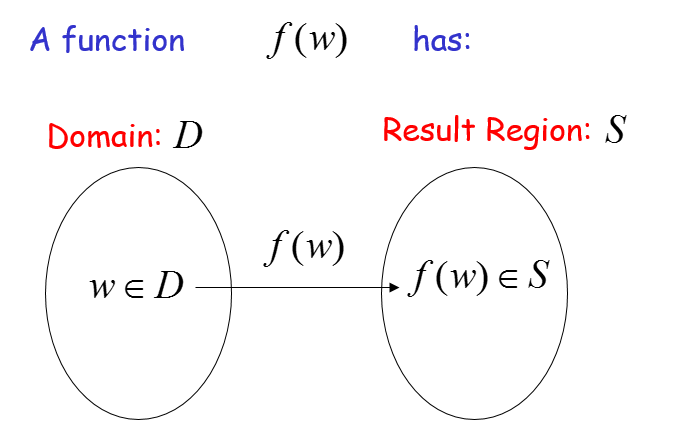 A function f(w) has:
Domain: D Result Region: S
f(w)
w ∈ D f(w) ∈ S